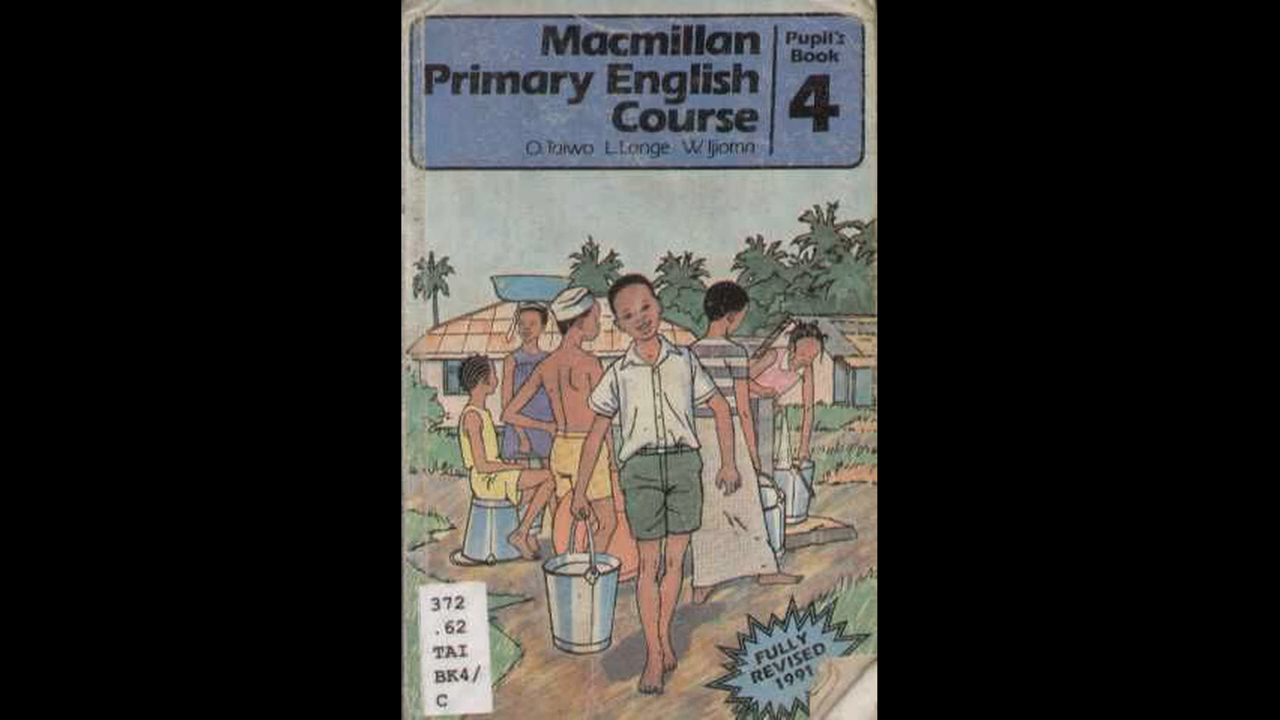 Macmillan
Primary English
Course
O. Taiwo L. Lange W. Ijioma
Pupil's
Book
4
372
.62
TAI
BK4/
C
FULLY
REVISED
1991